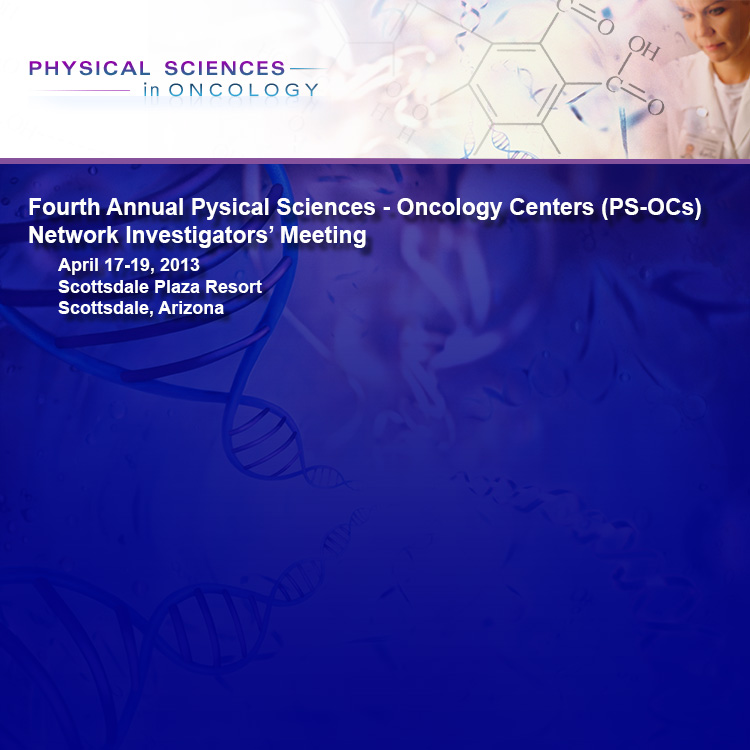 PHYSICAL SCIENCES
in ONCOLOGY
C
O
OH
C
O
O
H
H
Fourth Annual Pysical Sciences - Oncology Centers (PS-OCs)
Network Investigators’ Meeting
April 17-19, 2013
Scottsdale Plaza Resort
Scottsdale, Arizona